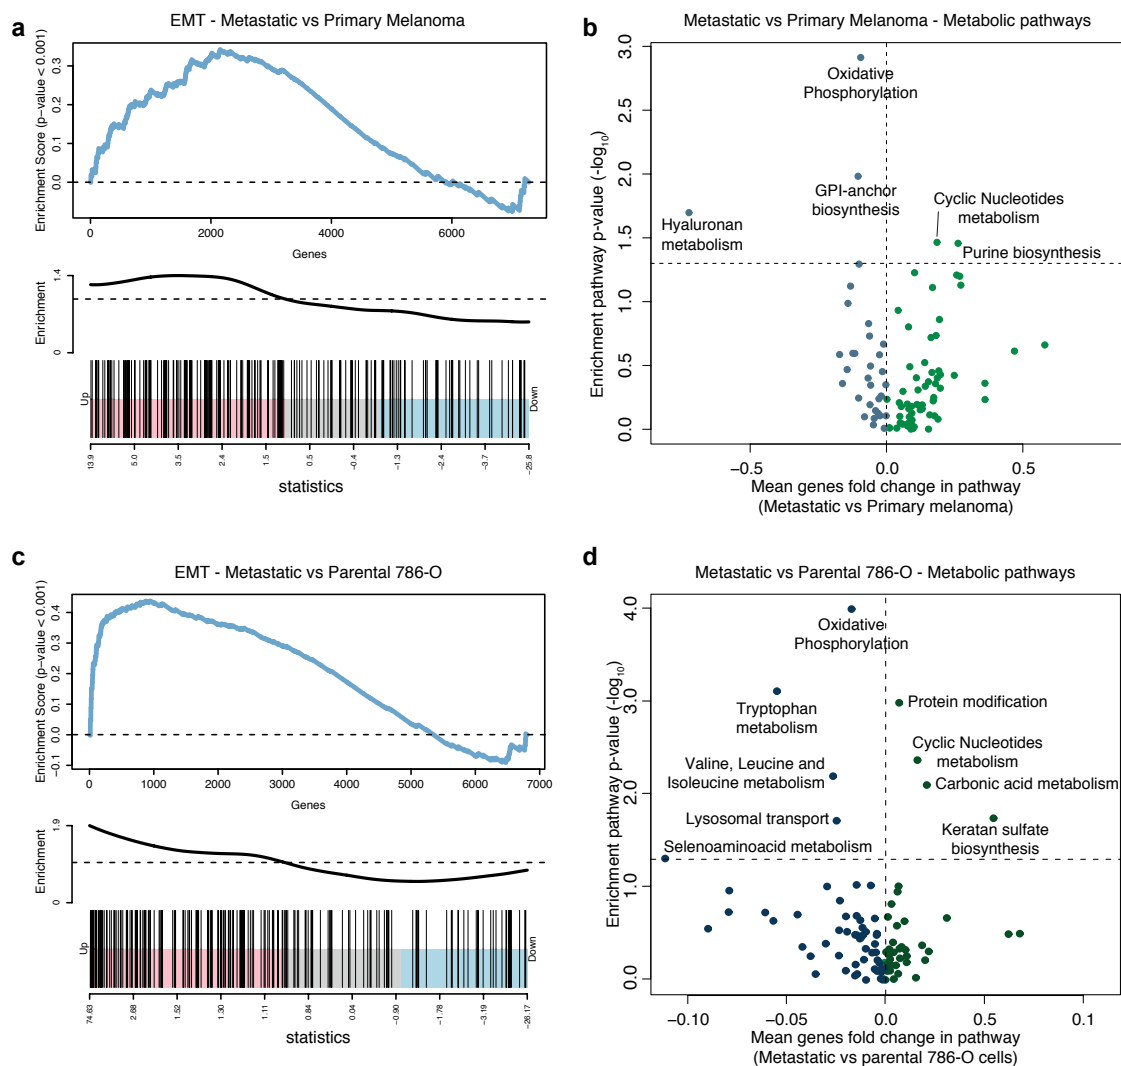 a
EMT - Metastatic vs Primary Melanoma
Enrichment Score (p-value < 0.001)
0.3
0.2
0.1
0.0
0
2000
4000
6000
Genes
Enrichment
1.4
0
Up
Down
13.9
5.0
3.5
2.4
1.5
0.5
−0.4
−1.3
−2.4
−3.7
−25.8
statistics
b
Metastatic vs Primary Melanoma - Metabolic pathways
Enrichment pathway p-value (-log10)
3.0
2.5
2.0
1.5
1.0
0.5
0.0
Oxidative
Phosphorylation
GPI-anchor
biosynthesis
Cyclic Nucleotides
metabolism
Hyaluronan
metabolism
Purine biosynthesis
−0.5
0.0
0.5
Mean genes fold change in pathway
(Metastatic vs Primary melanoma)
c
EMT - Metastatic vs Parental 786-O
Enrichment Score (p-value < 0.001)
0.4
0.3
0.2
0.1
0.0
−0.1
0
1000
2000
3000
4000
5000
6000
7000
Genes
Enrichment
1.9
0
Up
Down
74.63
2.68
1.52
1.30
1.11
0.84
0.04
−0.90
−1.78
−3.19
−26.17
statistics
d
Metastatic vs Parental 786-O - Metabolic pathways
Enrichment pathway p-value (-log10)
4.0
3.0
2.0
1.0
0.0
Oxidative
Phosphorylation
Tryptophan
metabolism
Protein modification
Cyclic Nucleotides
metabolism
Valine, Leucine and
Isoleucine metabolism
Carbonic acid metabolism
Lysosomal transport
Keratan sulfate
biosynthesis
Selenoaminoacid metabolism
−0.10
−0.05
0.0
0.5
0.1
Mean genes fold change in pathway
(Metastatic vs parental 786-O cells)